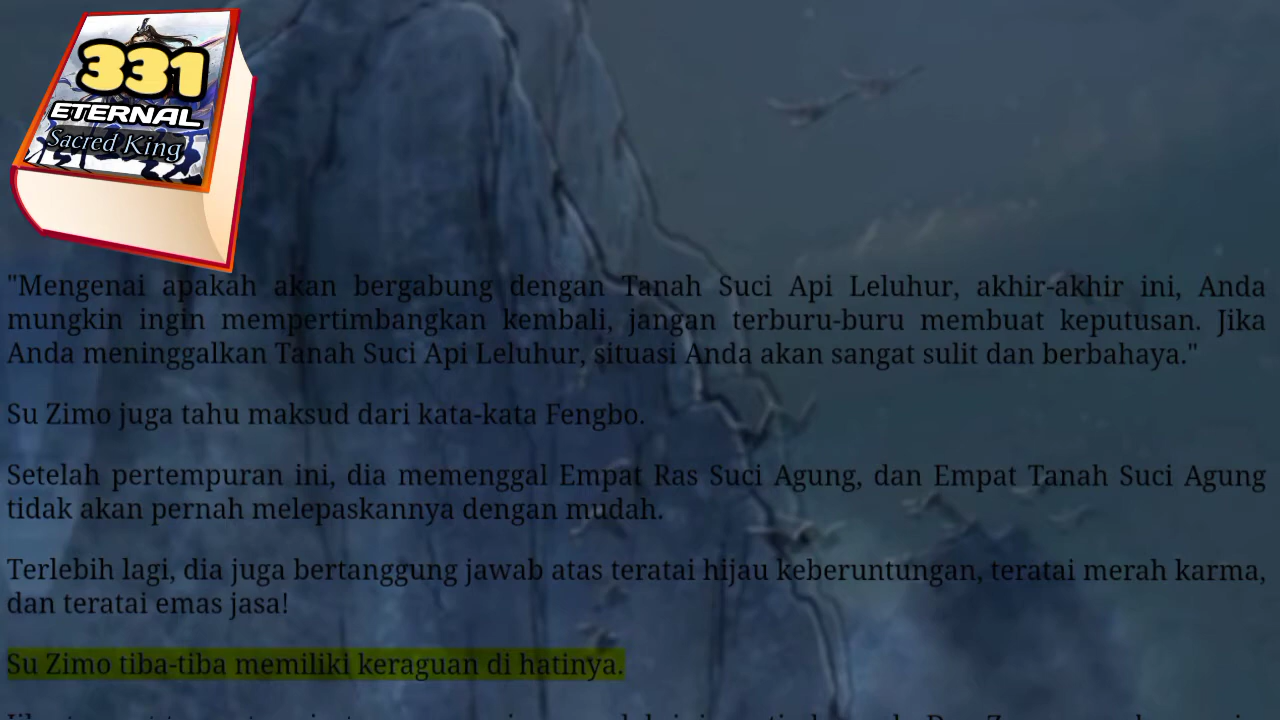 331
ETERNAL
Sacred King
"Mengenai apakah akan bergabung dengan Tanah Suci Api Leluhur, akhir-akhir ini, Anda
mungkin ingin mempertimbangkan kembali, jangan terburu-buru membuat keputusan. Jika
Anda meninggalkan Tanah Suci Api Leluhur, situasi Anda akan sangat sulit dan berbahaya."
Su Zimo juga tahu maksud dari kata-kata Fengbo.
Setelah pertempuran ini, dia memenggal Empat Ras Suci Agung, dan Empat Tanah Suci Agung
tidak akan pernah melepaskannya dengan mudah.
Terlebih lagi, dia juga bertanggung jawab atas teratai hijau keberuntungan, teratai merah karma,
dan teratai emas jasa!
Su Zimo tiba-tiba memiliki keraguan di hatinya.